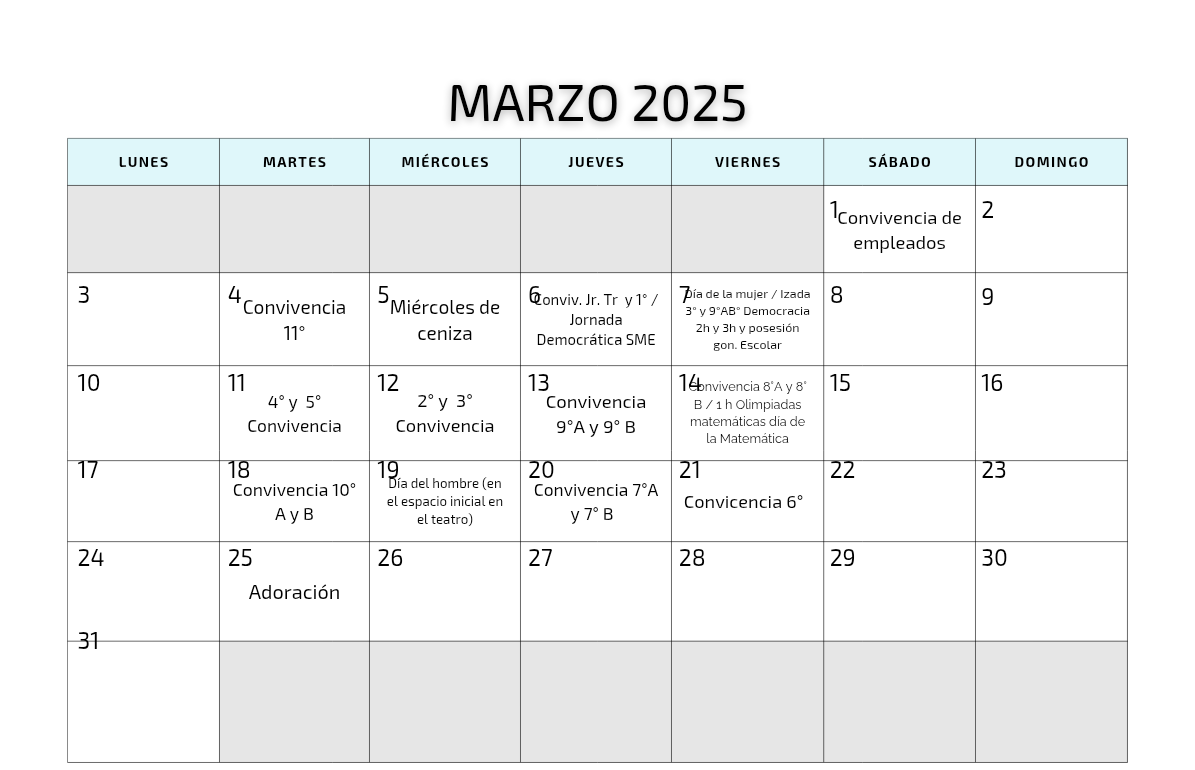 MARZO 2025
LUNES MARTES MIÉRCOLES JUEVES VIERNES SÁBADO DOMINGO
1
Convivencia de
empleados
2
3
4
Convivencia
11°
5
Miércoles de
ceniza
6
Conviv. Jr. Tr y 1° /
Jornada
Democrática SME
7
Día de la mujer / Izada
3° y 9°AB° Democracia
2h y 3h y posesión
gon. Escolar
8
9
10
11
4° y 5°
Convivencia
12
2° y 3°
Convivencia
13
Convivencia
9°A y 9° B
14
Convivencia 8°A y 8°
B / 1 h Olimpiadas
matemáticas día de
la Matemática
15
16
17
18
Convivencia 10°
A y B
19
Día del hombre (en
el espacio inicial en
el teatro)
20
Convivencia 7°A
y 7° B
21
Convicencia 6°
22
23
24
25
Adoración
26
27
28
29
30
31